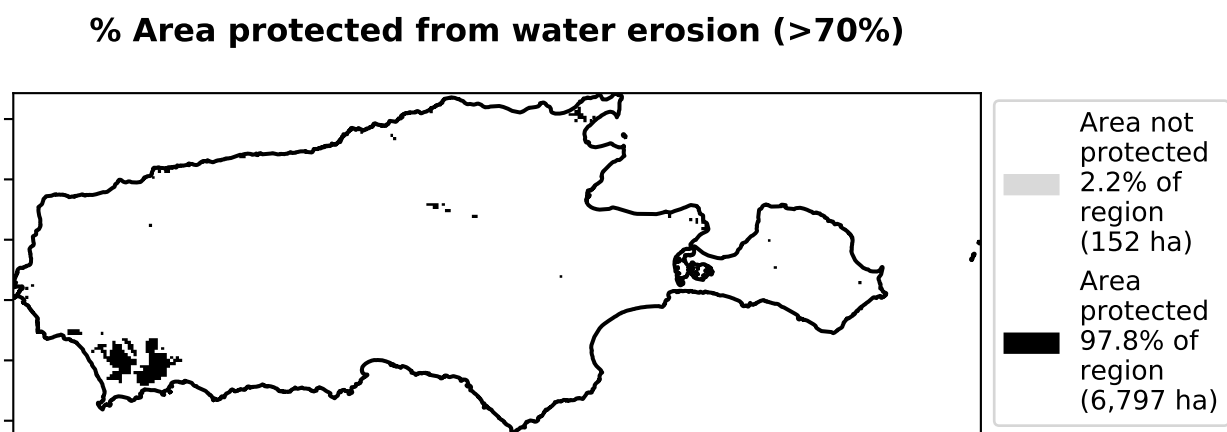 % Area protected from water erosion (>70%)
Area not
protected
2.2% of
region
(152 ha)
Area
protected
97.8% of
region
(6,797 ha)